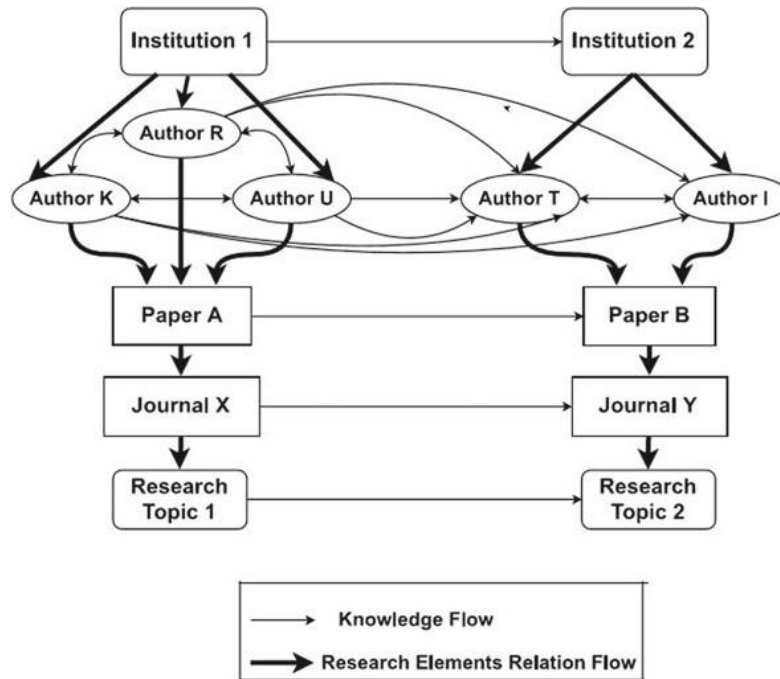 Institution 1
Institution 2
Author R
Author K
Author U
Author T
Author I
Paper A
Paper B
Journal X
Journal Y
Research
Topic 1
Research
Topic 2
Knowledge Flow
Research Elements Relation Flow